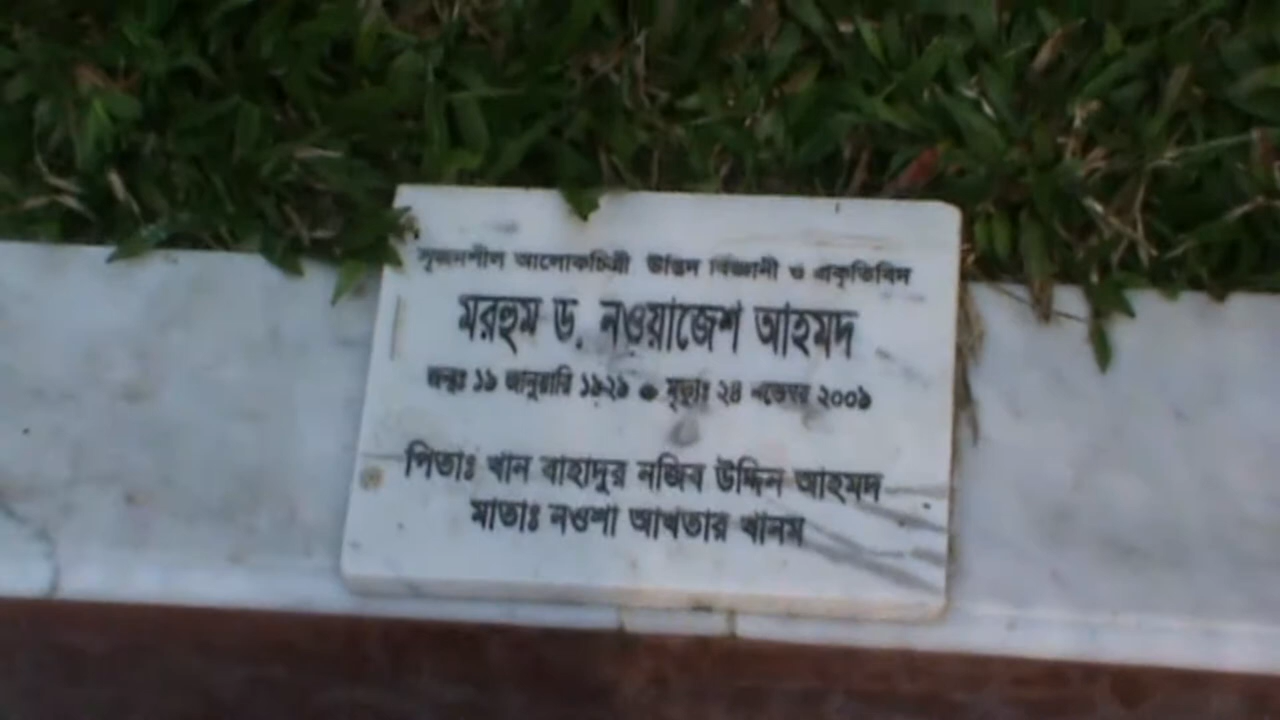 সৃজনশীল আলোকচিত্রী উদ্ভিদ বিজ্ঞানী ও প্রকৃতিবিদ
মরহুম ড. নওয়াজেশ আহমদ
জন্মঃ ১৯ জানুয়ারি ১৯২৯ ● মৃত্যুঃ ২৪ নভেম্বর ২০০৯
পিতাঃ খান বাহাদুর নজিব উদ্দিন আহমদ
মাতাঃ নওশা আখতার খানম